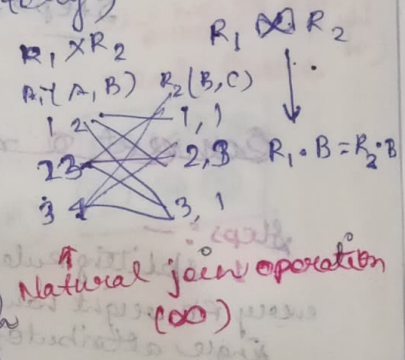 R₁ × R₂
R₁ ⋈ R₂
R₁(A, B) R₂(B, C)
1 2 1, 1
2 3 2, 3 R₁.B = R₂.B
3 4 3, 1
Natural join operation
(∞)